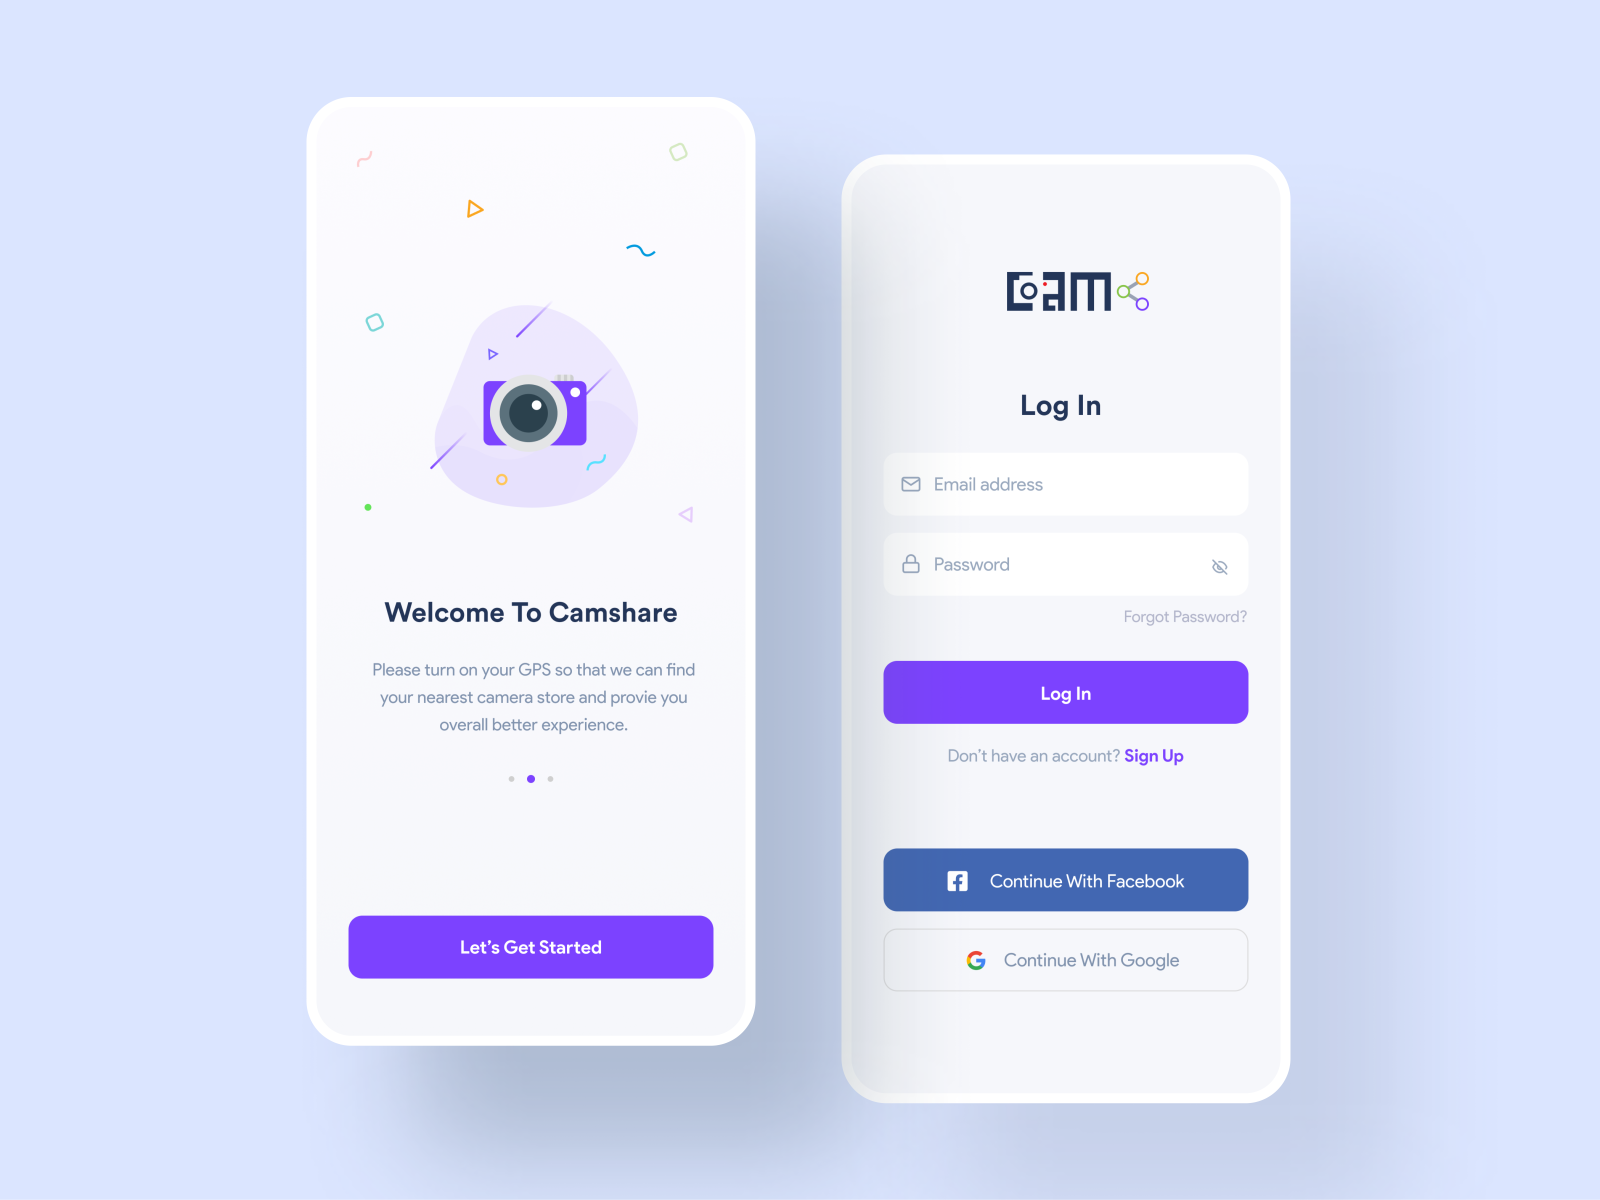 Welcome To Camshare
Please turn on your GPS so that we can find
your nearest camera store and provie you
overall better experience.
Let's Get Started
Cam
Log In
Email address
Password
Forgot Password?
Log In
Don't have an account? Sign Up
Continue With Facebook
Continue With Google